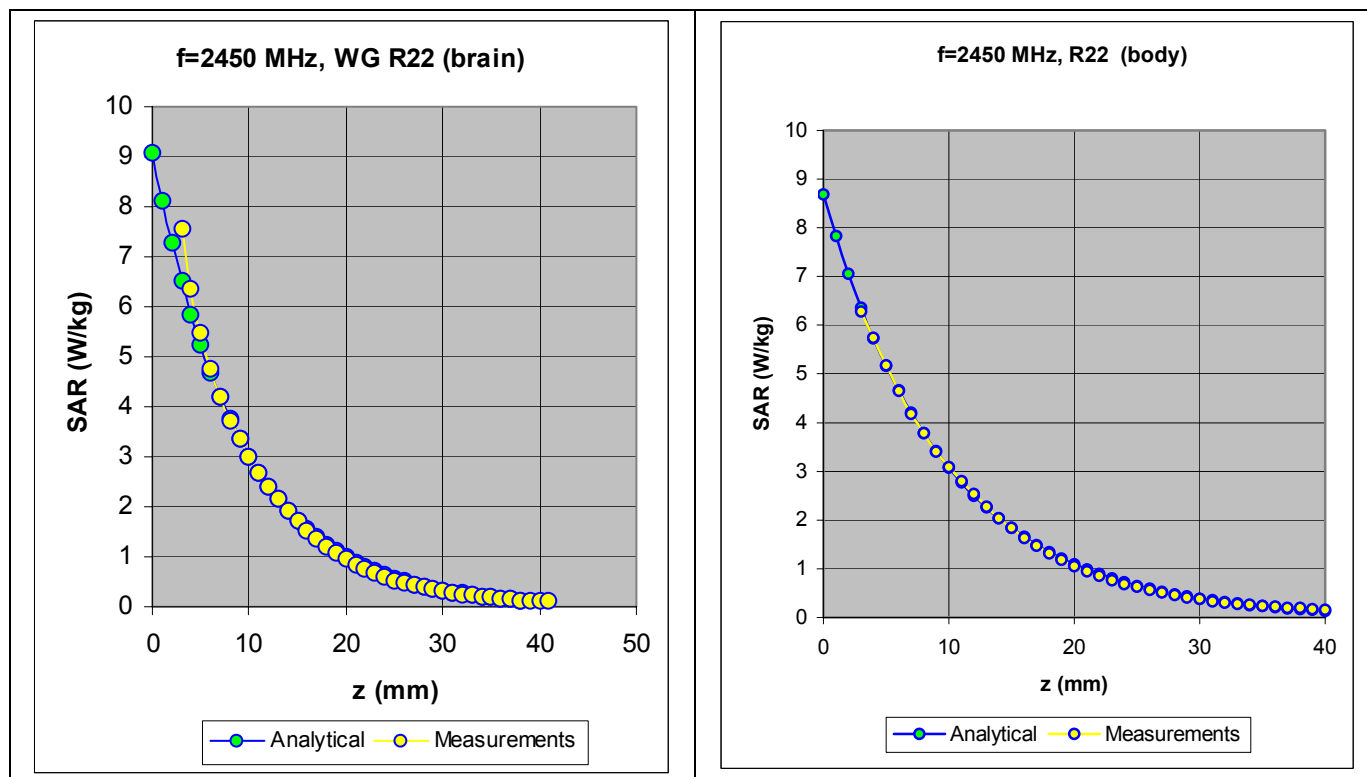 f=2450 MHz, WG R22 (brain)
10
9
8
7
6
5
4
3
2
1
0
SAR (W/kg)
0 10 20 30 40 50
z (mm)
Analytical Measurements
f=2450 MHz, R22 (body)
10
9
8
7
6
5
4
3
2
1
0
SAR (W/kg)
0 10 20 30 40
z (mm)
Analytical Measurements